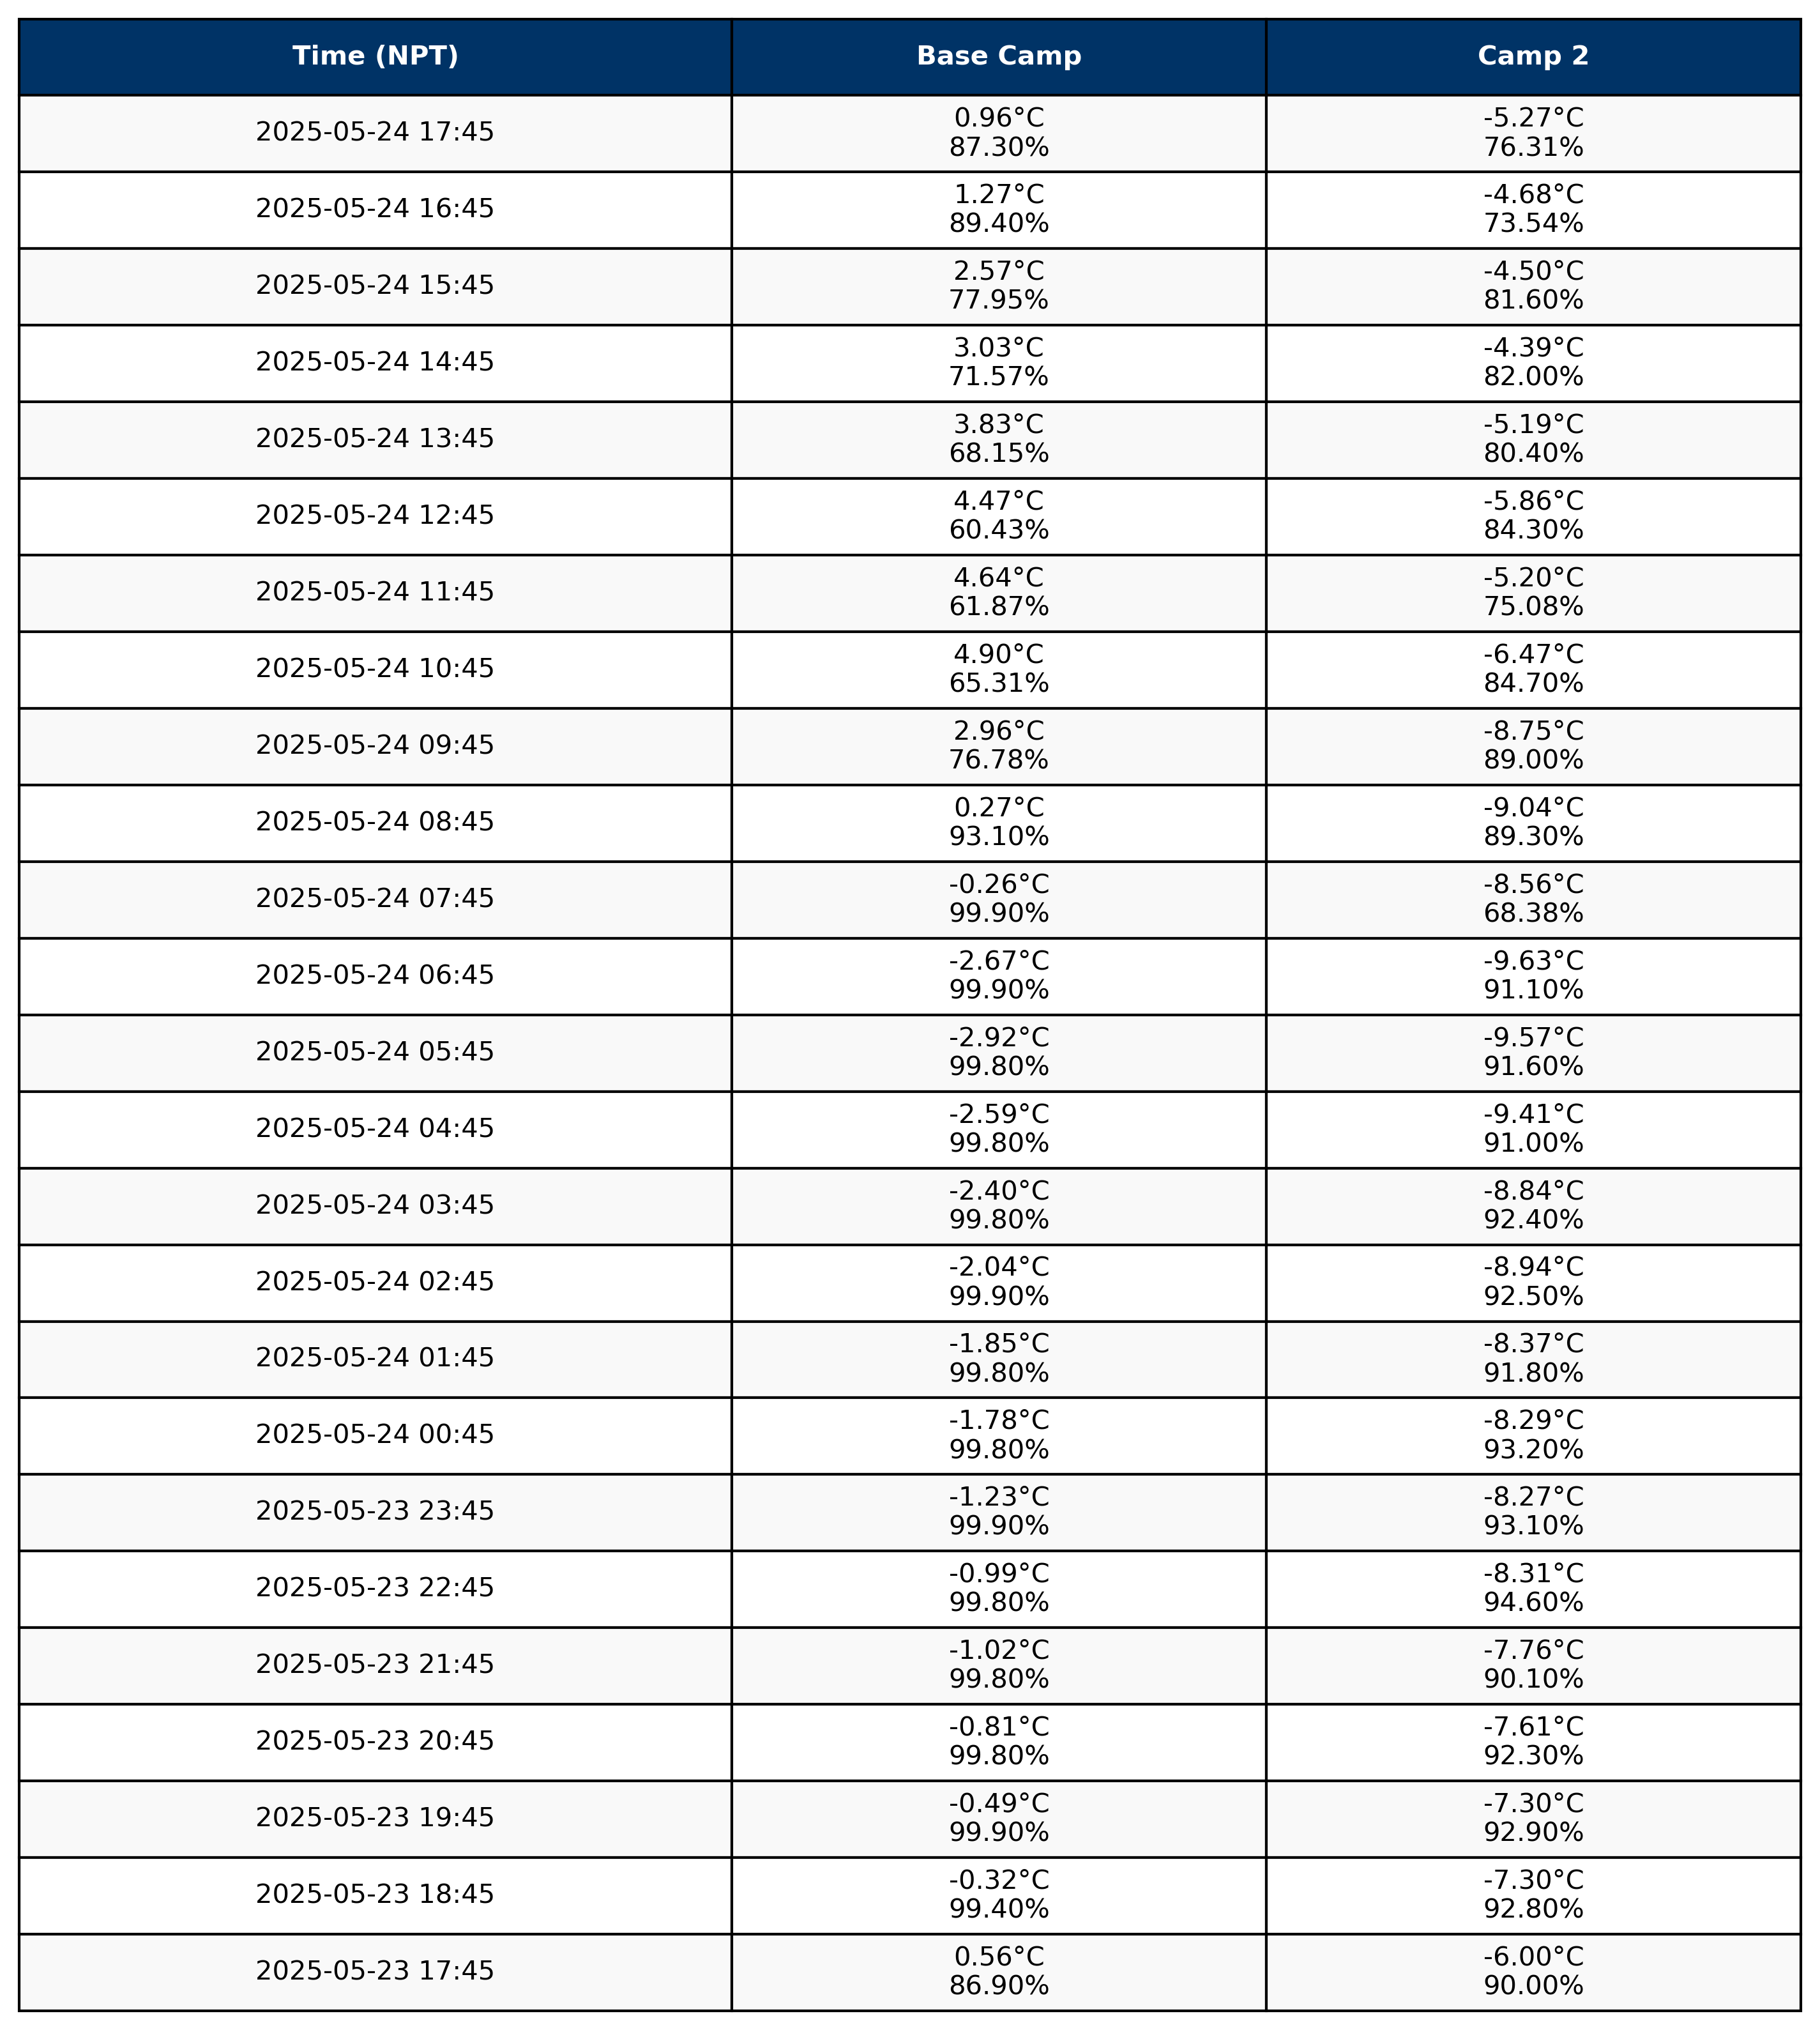 Time (NPT) Base Camp Camp 2
2025-05-24 17:45 0.96°C -5.27°C
87.30% 76.31%
2025-05-24 16:45 1.27°C -4.68°C
89.40% 73.54%
2025-05-24 15:45 2.57°C -4.50°C
77.95% 81.60%
2025-05-24 14:45 3.03°C -4.39°C
71.57% 82.00%
2025-05-24 13:45 3.83°C -5.19°C
68.15% 80.40%
2025-05-24 12:45 4.47°C -5.86°C
60.43% 84.30%
2025-05-24 11:45 4.64°C -5.20°C
61.87% 75.08%
2025-05-24 10:45 4.90°C -6.47°C
65.31% 84.70%
2025-05-24 09:45 2.96°C -8.75°C
76.78% 89.00%
2025-05-24 08:45 0.27°C -9.04°C
93.10% 89.30%
2025-05-24 07:45 -0.26°C -8.56°C
99.90% 68.38%
2025-05-24 06:45 -2.67°C -9.63°C
99.90% 91.10%
2025-05-24 05:45 -2.92°C -9.57°C
99.80% 91.60%
2025-05-24 04:45 -2.59°C -9.41°C
99.80% 91.00%
2025-05-24 03:45 -2.40°C -8.84°C
99.80% 92.40%
2025-05-24 02:45 -2.04°C -8.94°C
99.90% 92.50%
2025-05-24 01:45 -1.85°C -8.37°C
99.80% 91.80%
2025-05-24 00:45 -1.78°C -8.29°C
99.80% 93.20%
2025-05-23 23:45 -1.23°C -8.27°C
99.90% 93.10%
2025-05-23 22:45 -0.99°C -8.31°C
99.80% 94.60%
2025-05-23 21:45 -1.02°C -7.76°C
99.80% 90.10%
2025-05-23 20:45 -0.81°C -7.61°C
99.80% 92.30%
2025-05-23 19:45 -0.49°C -7.30°C
99.90% 92.90%
2025-05-23 18:45 -0.32°C -7.30°C
99.40% 92.80%
2025-05-23 17:45 0.56°C -6.00°C
86.90% 90.00%